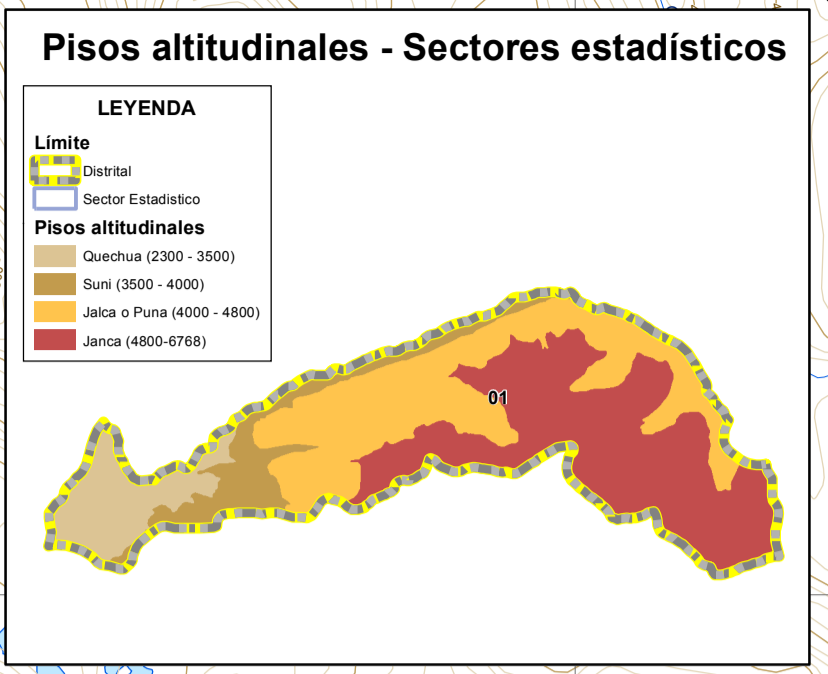 Pisos altitudinales - Sectores estadísticos
LEYENDA
Límite
Distrital
Sector Estadistico
Pisos altitudinales
Quechua (2300 - 3500)
Suni (3500 - 4000)
Jalca o Puna (4000 - 4800)
Janca (4800-6768)
01